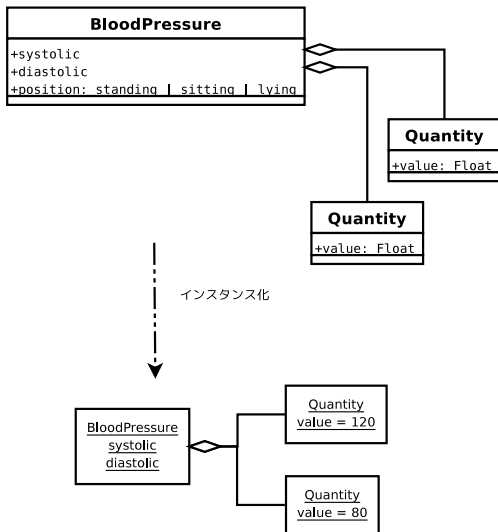 BloodPressure
+systolic
+diastolic
+position: standing | sitting | lying
Quantity
+value: Float
Quantity
+value: Float
インスタンス化
BloodPressure
systolic
diastolic
Quantity
value = 120
Quantity
value = 80